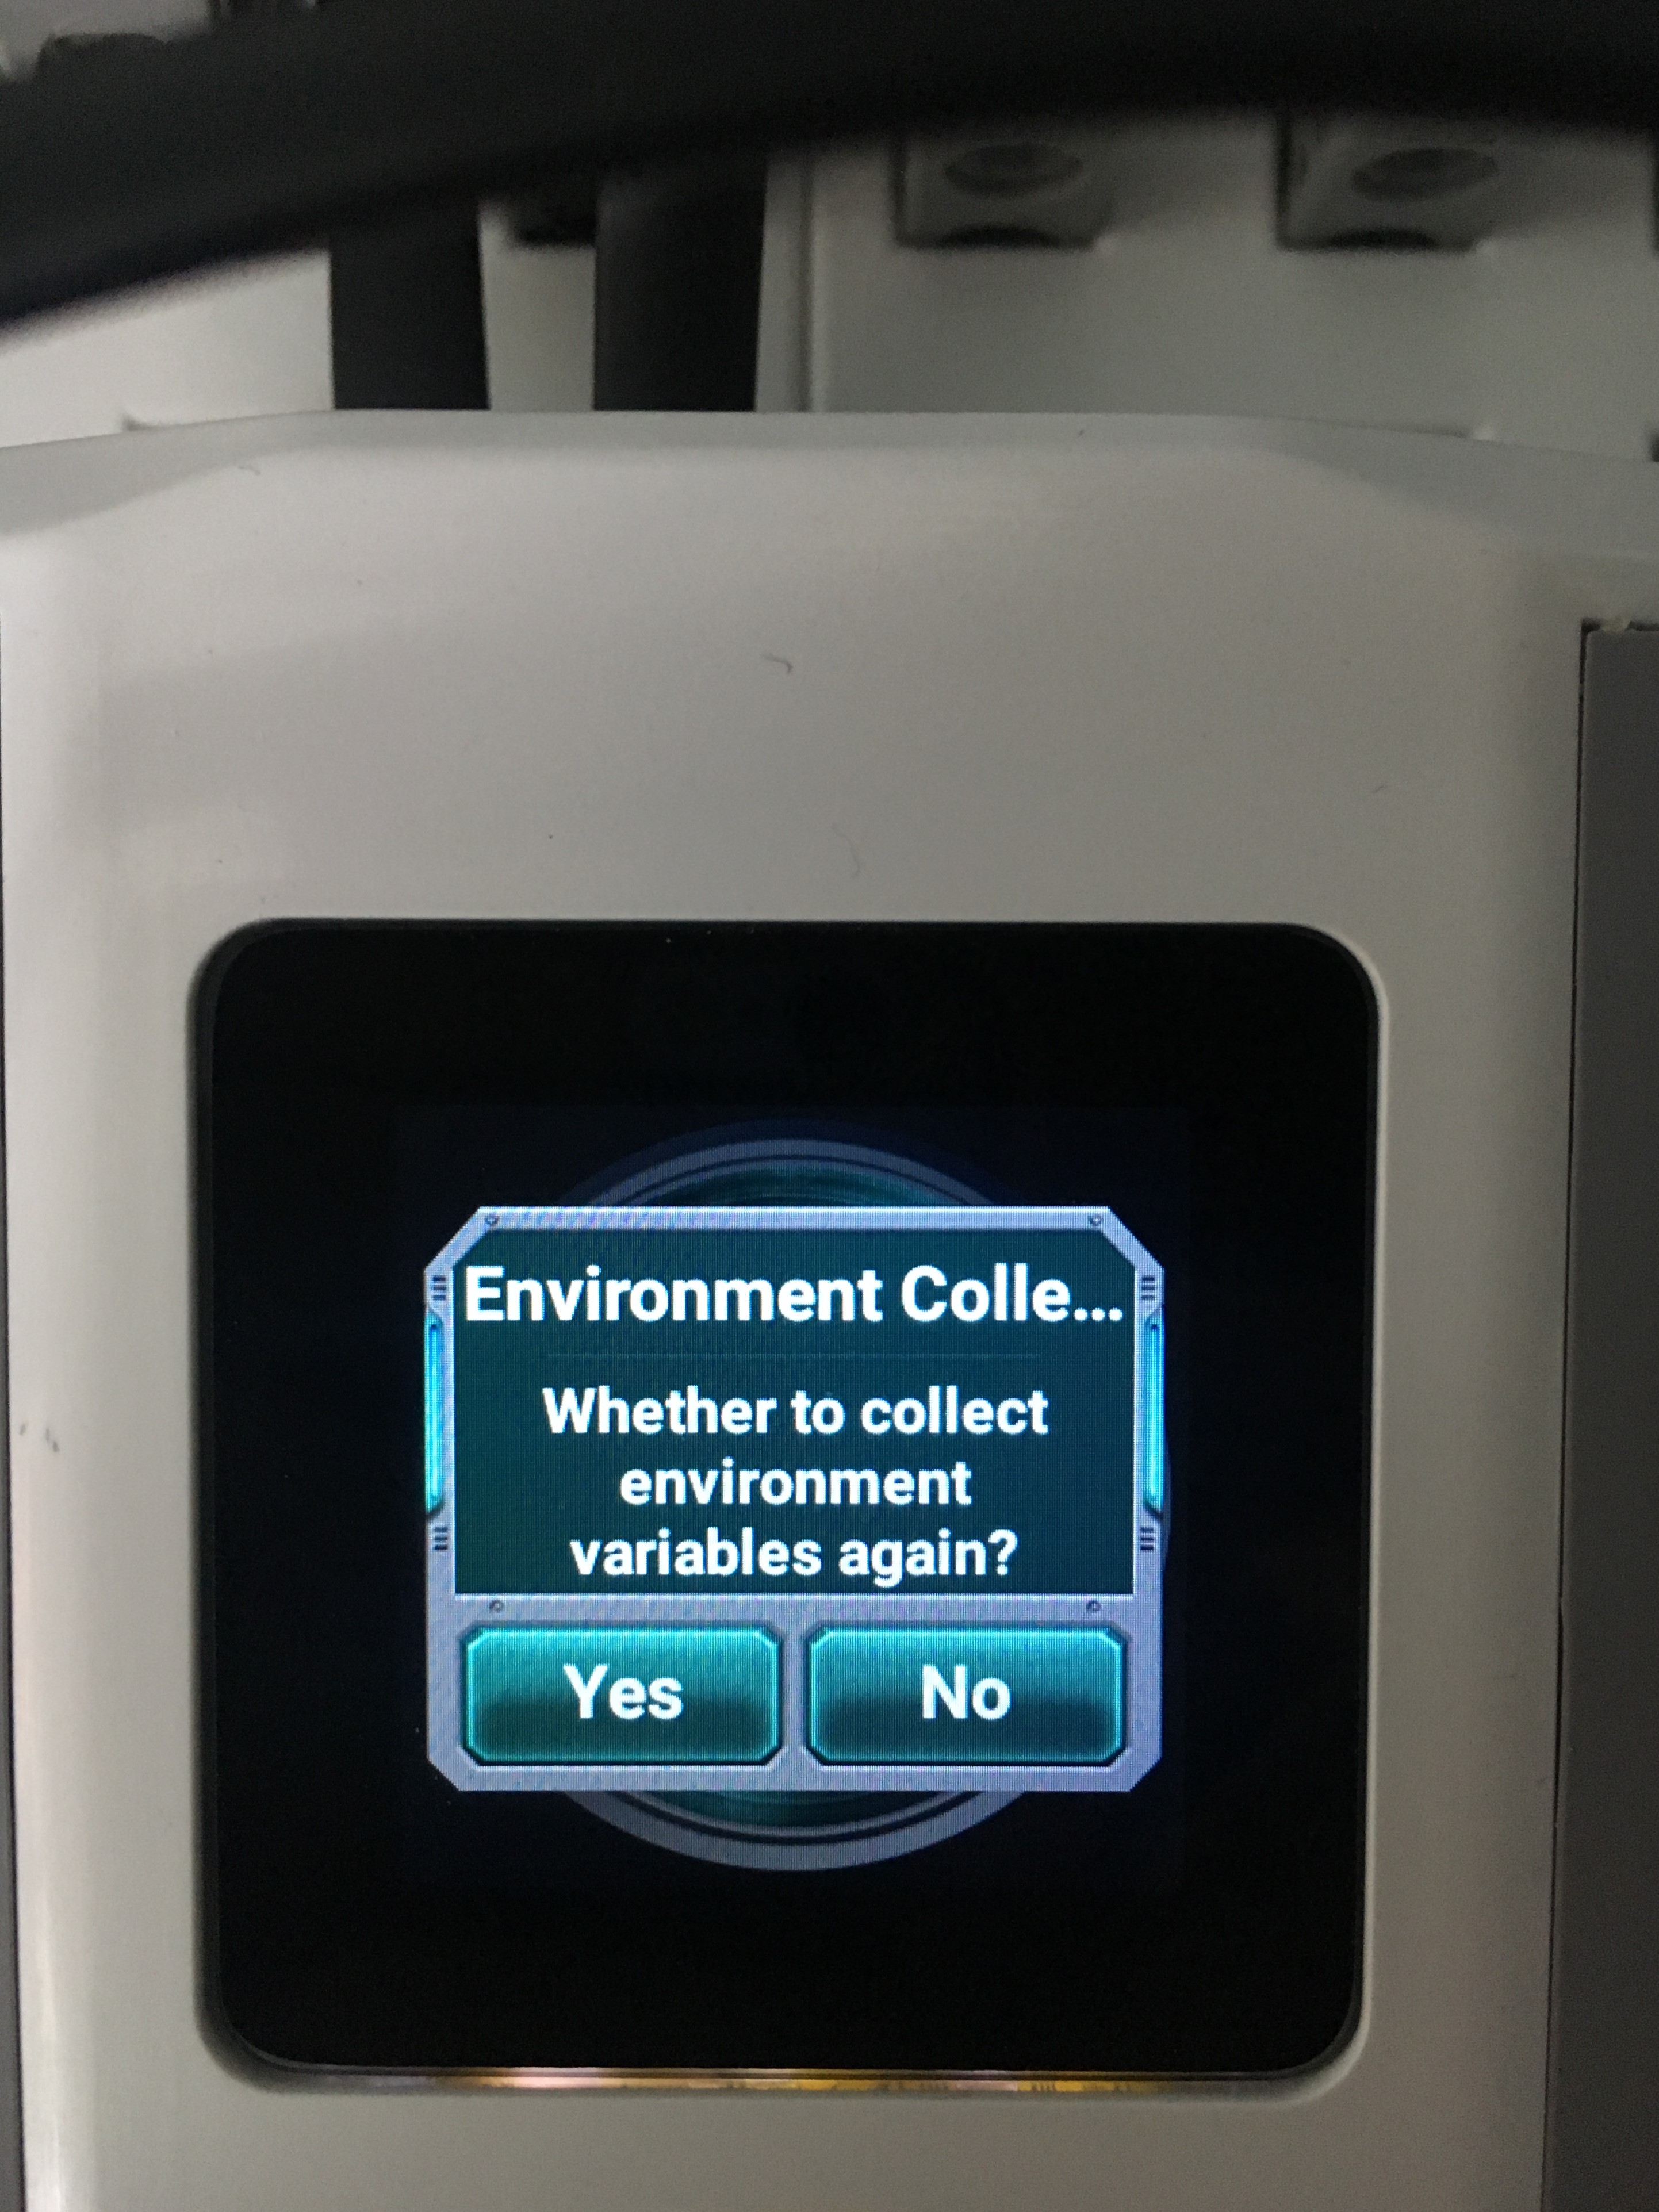 Environment Colle...
Whether to collect
environment
variables again?
Yes No